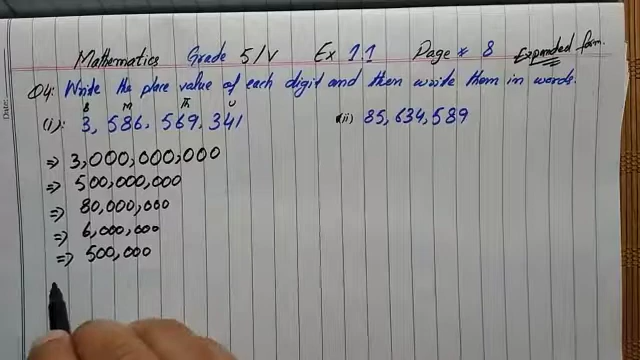 Mathematics Grade 5/V Ex 1.1 Page # 8 Expanded form.
Date:
Q4: Write the place value of each digit and then write them in words.
B M Th U
(i): 3, 586, 569, 341 (ii) 85,634,589
⇒ 3,000,000,000
⇒ 500,000,000
⇒ 80,000,000
⇒ 6,000,000
⇒ 500,000